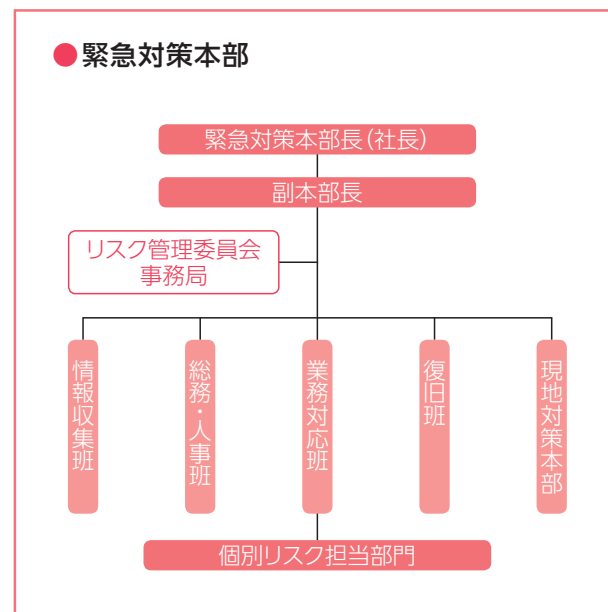 ●緊急対策本部
緊急対策本部長(社長)
副本部長
リスク管理委員会
事務局
情報収集班
総務・人事班
業務対応班
復旧班
現地対策本部
個別リスク担当部門